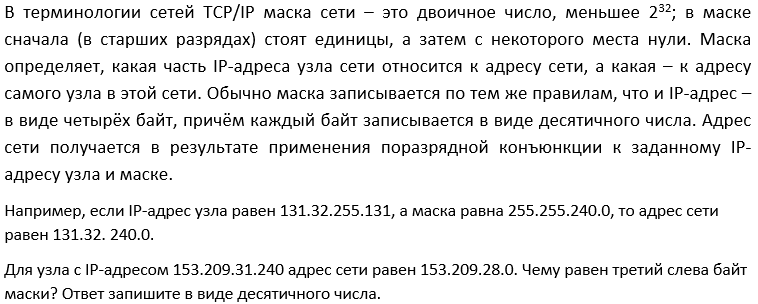 В терминологии сетей TCP/IP маска сети – это двоичное число, меньшее 2³²; в маске
сначала (в старших разрядах) стоят единицы, а затем с некоторого места нули. Маска
определяет, какая часть IP-адреса узла сети относится к адресу сети, а какая – к адресу
самого узла в этой сети. Обычно маска записывается по тем же правилам, что и IP-адрес –
в виде четырёх байт, причём каждый байт записывается в виде десятичного числа. Адрес
сети получается в результате применения поразрядной конъюнкции к заданному IP-
адресу узла и маске.
Например, если IP-адрес узла равен 131.32.255.131, а маска равна 255.255.240.0, то адрес сети
равен 131.32. 240.0.
Для узла с IP-адресом 153.209.31.240 адрес сети равен 153.209.28.0. Чему равен третий слева байт
маски? Ответ запишите в виде десятичного числа.